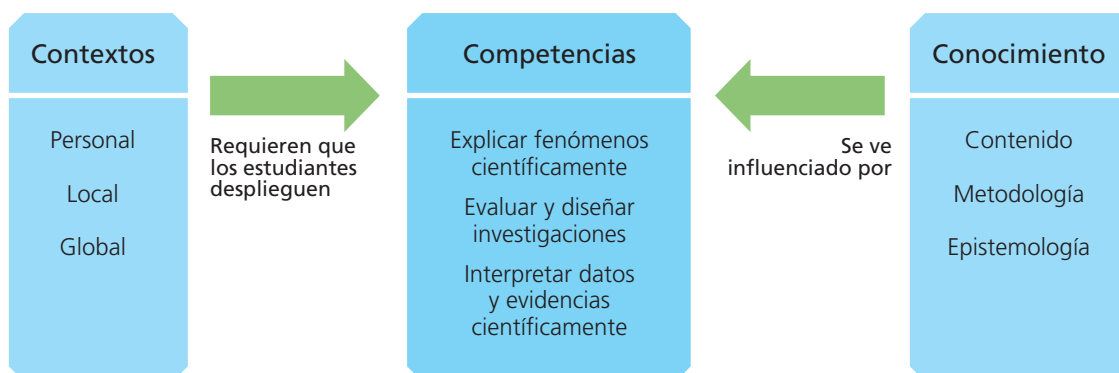 Contextos
Personal
Local
Global
Requieren que
los estudiantes
desplieguen
Competencias
Explicar fenómenos
científicamente
Evaluar y diseñar
investigaciones
Interpretar datos
y evidencias
científicamente
Se ve
influenciado por
Conocimiento
Contenido
Metodología
Epistemología